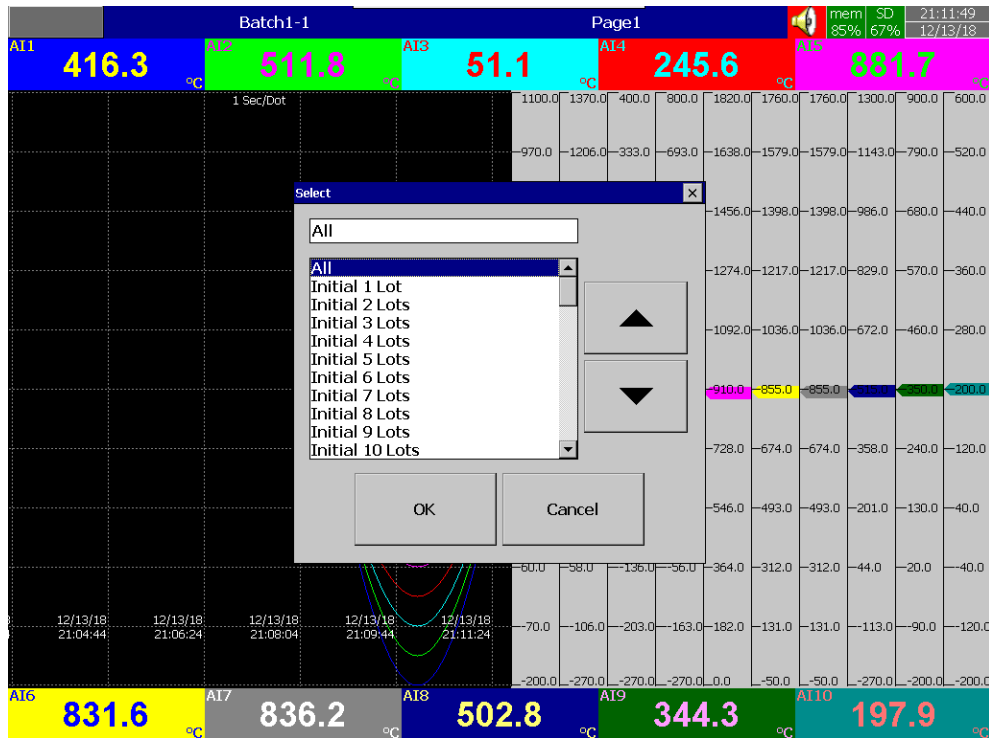 Batch1-1 Page1 mem SD 21:11:49
85% 67% 12/13/18
AI1 AI2 AI3 AI4 AI5
416.3 °C 511.8 °C 51.1 °C 245.6 °C 881.7 °C
1 Sec/Dot 1100.0 1370.0 400.0 800.0 1820.0 1760.0 1760.0 1300.0 900.0 600.0
970.0 1206.0 333.0 693.0 1638.0 1579.0 1579.0 1143.0 790.0 520.0
Select
1456.0 1398.0 1398.0 986.0 680.0 440.0
All
All
1274.0 1217.0 1217.0 829.0 570.0 360.0
Initial 1 Lot
Initial 2 Lots
Initial 3 Lots
1092.0 1036.0 1036.0 672.0 460.0 280.0
Initial 4 Lots
Initial 5 Lots
Initial 6 Lots
910.0 855.0 855.0 515.0 350.0 200.0
Initial 7 Lots
Initial 8 Lots
Initial 9 Lots
Initial 10 Lots
728.0 674.0 674.0 358.0 240.0 120.0
OK Cancel
546.0 493.0 493.0 201.0 130.0 40.0
60.0 58.0 -136.0 -56.0 364.0 312.0 312.0 44.0 20.0 -40.0
12/13/18 12/13/18 12/13/18 12/13/18 12/13/18
-70.0 -106.0 -203.0 -163.0 182.0 131.0 131.0 -113.0 -90.0 -120.0
21:04:44 21:06:24 21:08:04 21:09:44 21:11:24
-200.0 -270.0 -270.0 -270.0 0.0 -50.0 -50.0 -270.0 -200.0 -200.0
AI6 AI7 AI8 AI9 AI10
831.6 °C 836.2 °C 502.8 °C 344.3 °C 197.9 °C